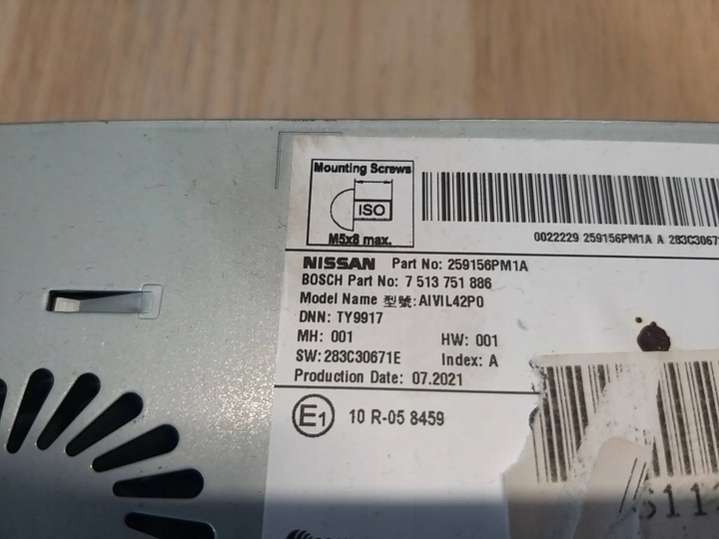 Mounting Screws
ISO
M5x8 max.
0022229 259156PM1A A 283C3067
NISSAN Part No: 259156PM1A
BOSCH Part No: 7 513 751 886
Model Name 型號: AIVIL42P0
DNN: TY9917
MH: 001 HW: 001
SW: 283C30671E Index: A
Production Date: 07.2021
E1 10 R-05 8459